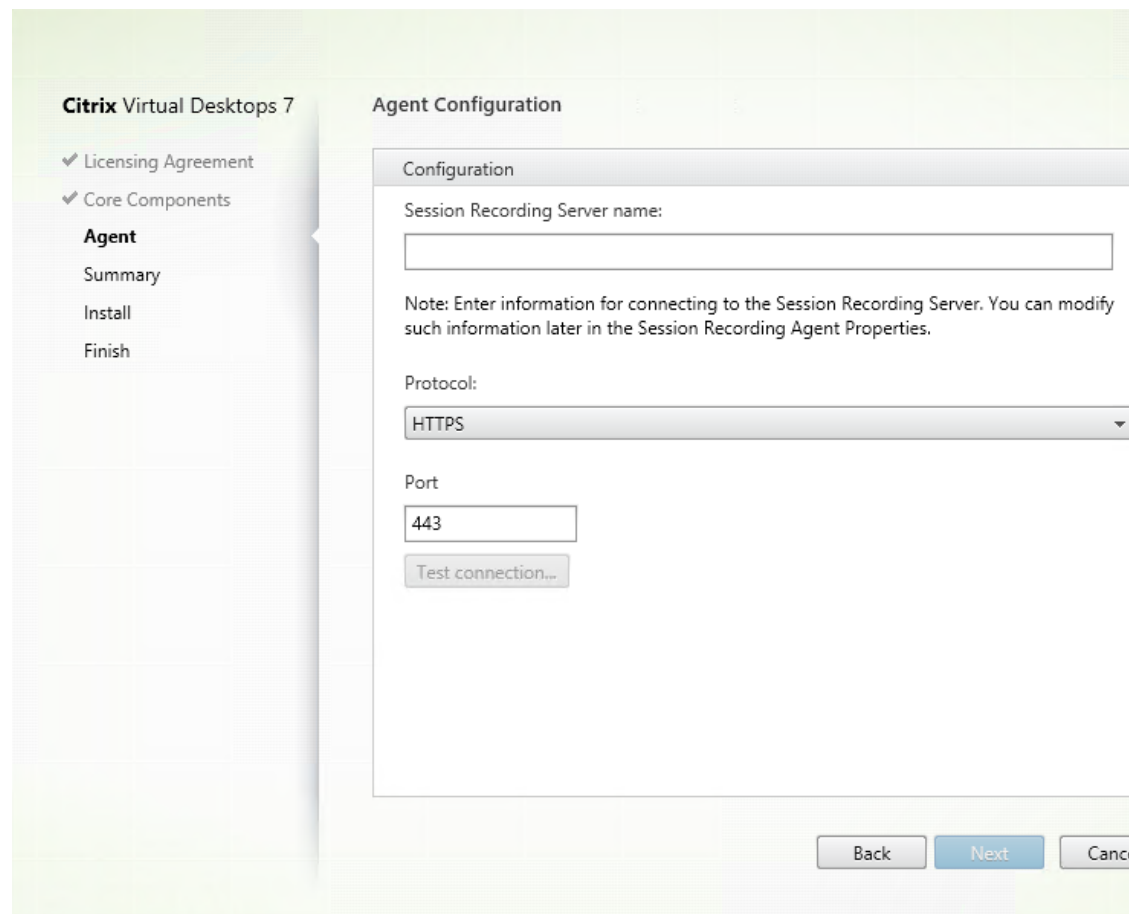 Citrix Virtual Desktops 7
Licensing Agreement
Core Components
Agent
Summary
Install
Finish
Agent Configuration
Configuration
Session Recording Server name:
Note: Enter information for connecting to the Session Recording Server. You can modify
such information later in the Session Recording Agent Properties.
Protocol:
HTTPS
Port
443
Test connection...
Back
Next